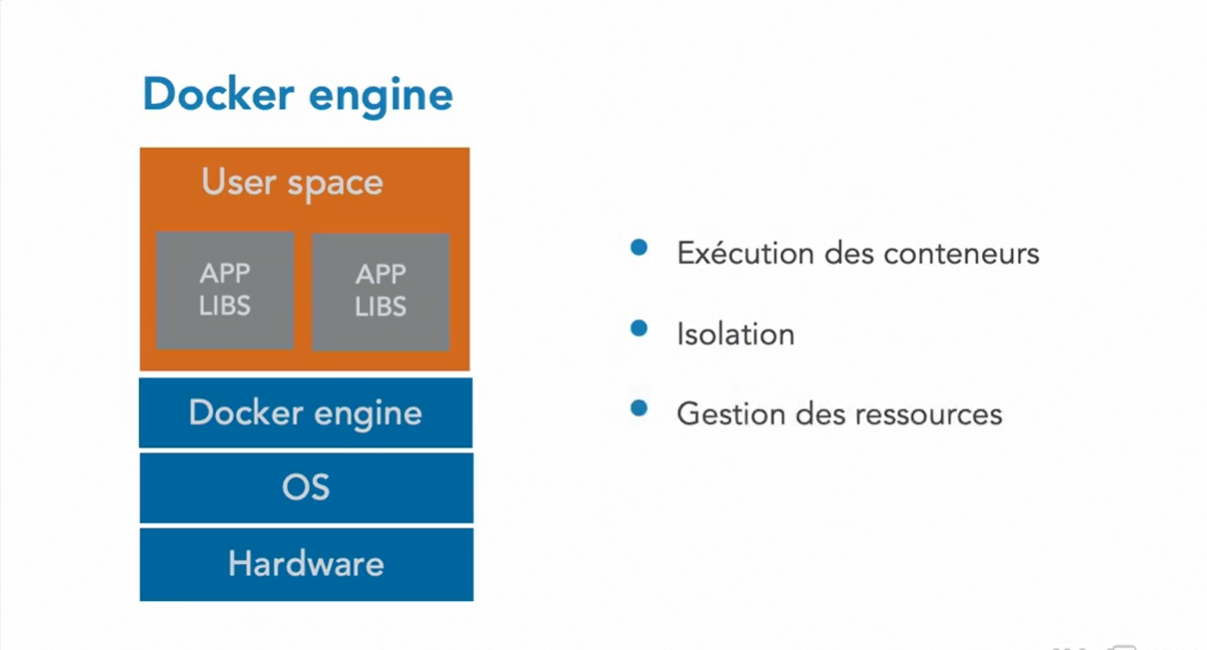 Docker engine
User space
APP
LIBS
APP
LIBS
Docker engine
OS
Hardware
Exécution des conteneurs
Isolation
Gestion des ressources